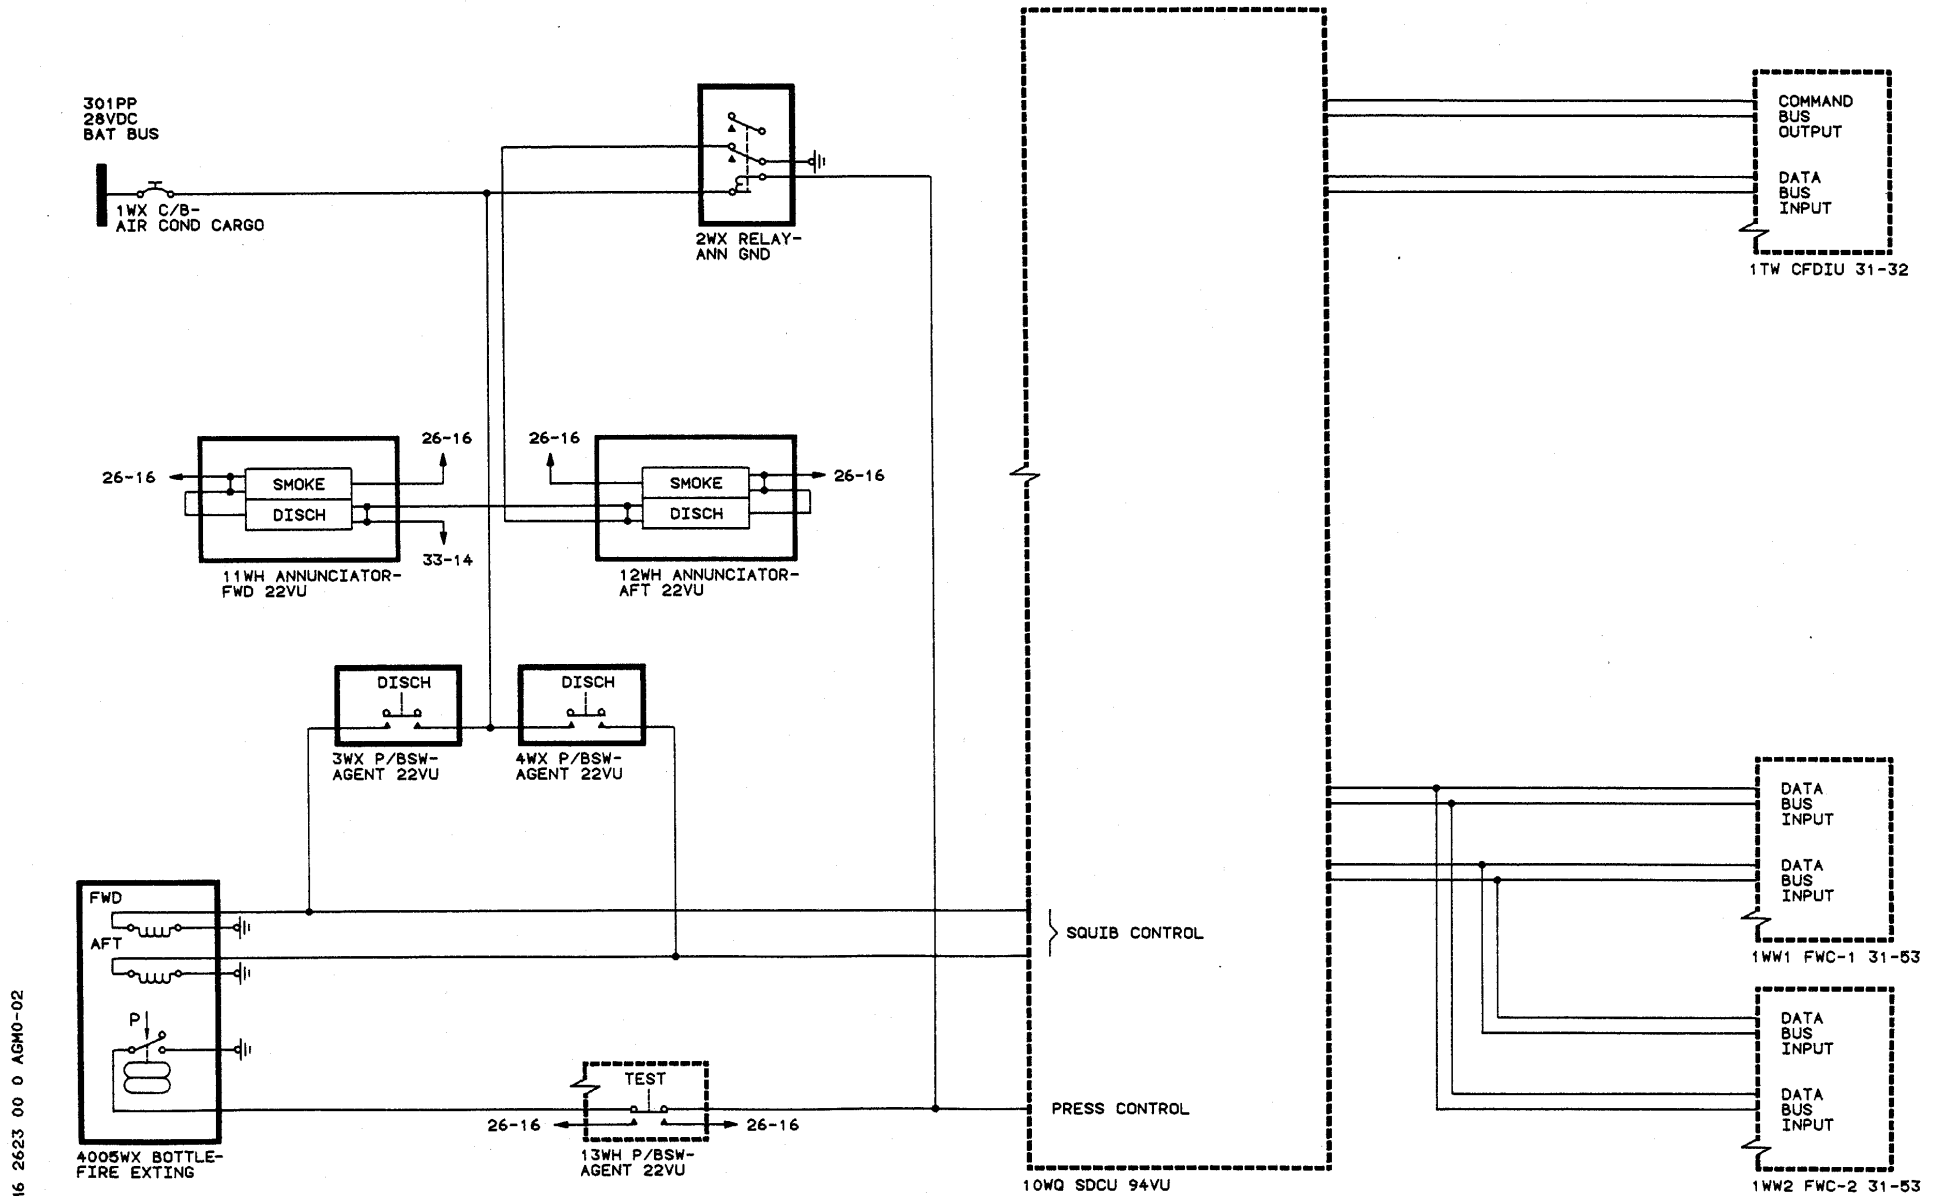 301PP
28VDC
BAT BUS
1WX C/B-
AIR COND CARGO
2WX RELAY-
ANN GND
COMMAND
BUS
OUTPUT
DATA
BUS
INPUT
1TW CFDIU 31-32
26-16
26-16
SMOKE
DISCH
33-14
11WH ANNUNCIATOR-
FWD 22VU
26-16
26-16
SMOKE
DISCH
12WH ANNUNCIATOR-
AFT 22VU
DISCH
3WX P/BSW-
AGENT 22VU
DISCH
4WX P/BSW-
AGENT 22VU
DATA
BUS
INPUT
DATA
BUS
INPUT
1WW1 FWC-1 31-53
FWD
AFT
P
4005WX BOTTLE-
FIRE EXTING
SQUIB CONTROL
TEST
26-16
26-16
13WH P/BSW-
AGENT 22VU
PRESS CONTROL
10WQ SDCU 94VU
DATA
BUS
INPUT
DATA
BUS
INPUT
1WW2 FWC-2 31-53
16 2623 00 0 AGM0-02